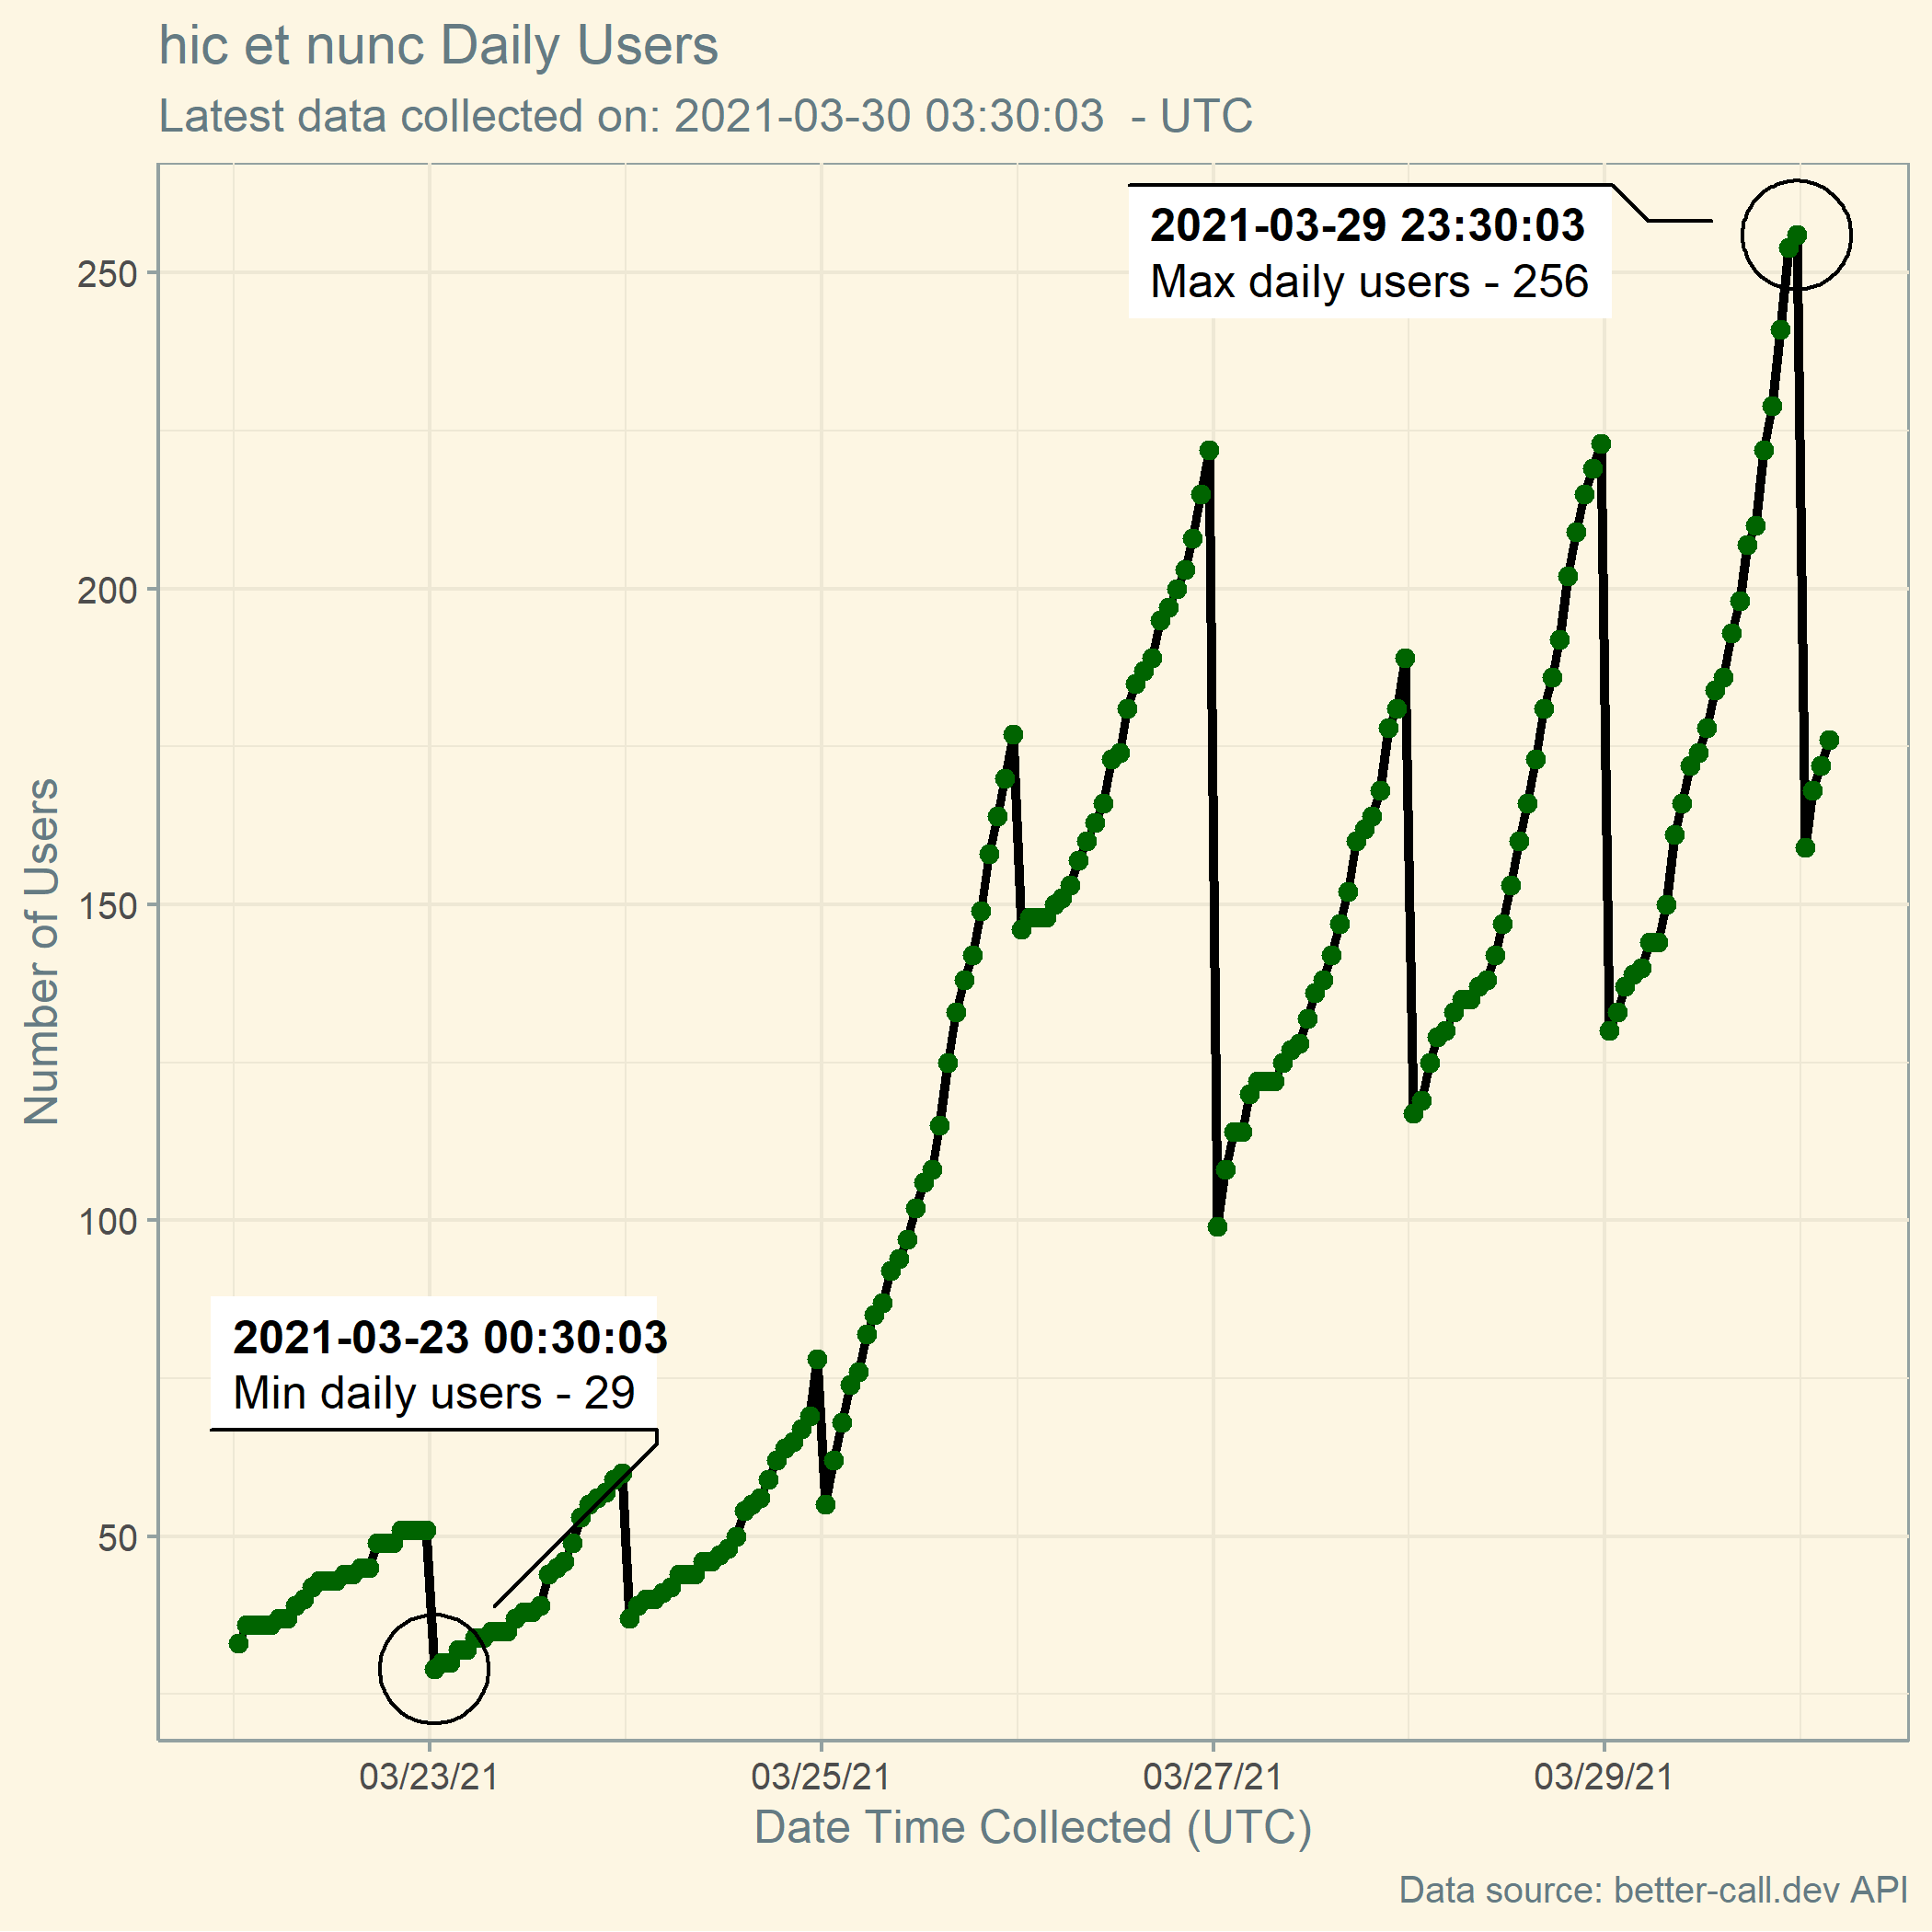 hic et nunc Daily Users
Latest data collected on: 2021-03-30 03:30:03  - UTC
2021-03-29 23:30:03
Max daily users - 256
250
200
150
100
50
Number of Users
2021-03-23 00:30:03
Min daily users - 29
03/23/21
03/25/21
03/27/21
03/29/21
Date Time Collected (UTC)
Data source: better-call.dev API